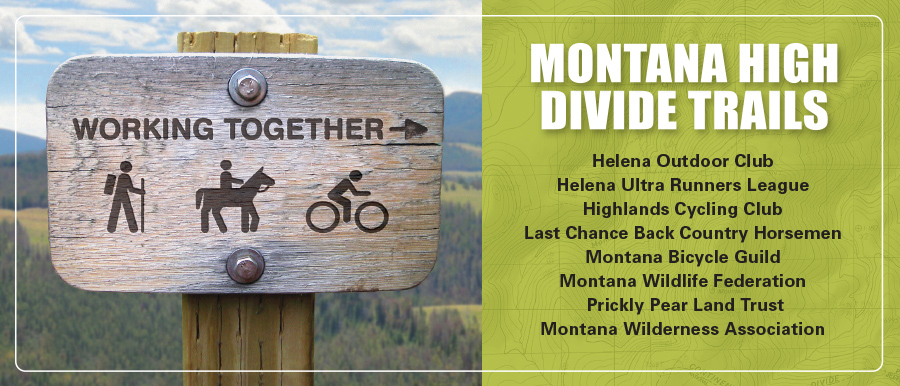 WORKING TOGETHER
MONTANA HIGH
DIVIDE TRAILS
Helena Outdoor Club
Helena Ultra Runners League
Highlands Cycling Club
Last Chance Back Country Horsemen
Montana Bicycle Guild
Montana Wildlife Federation
Prickly Pear Land Trust
Montana Wilderness Association
DIVIDE